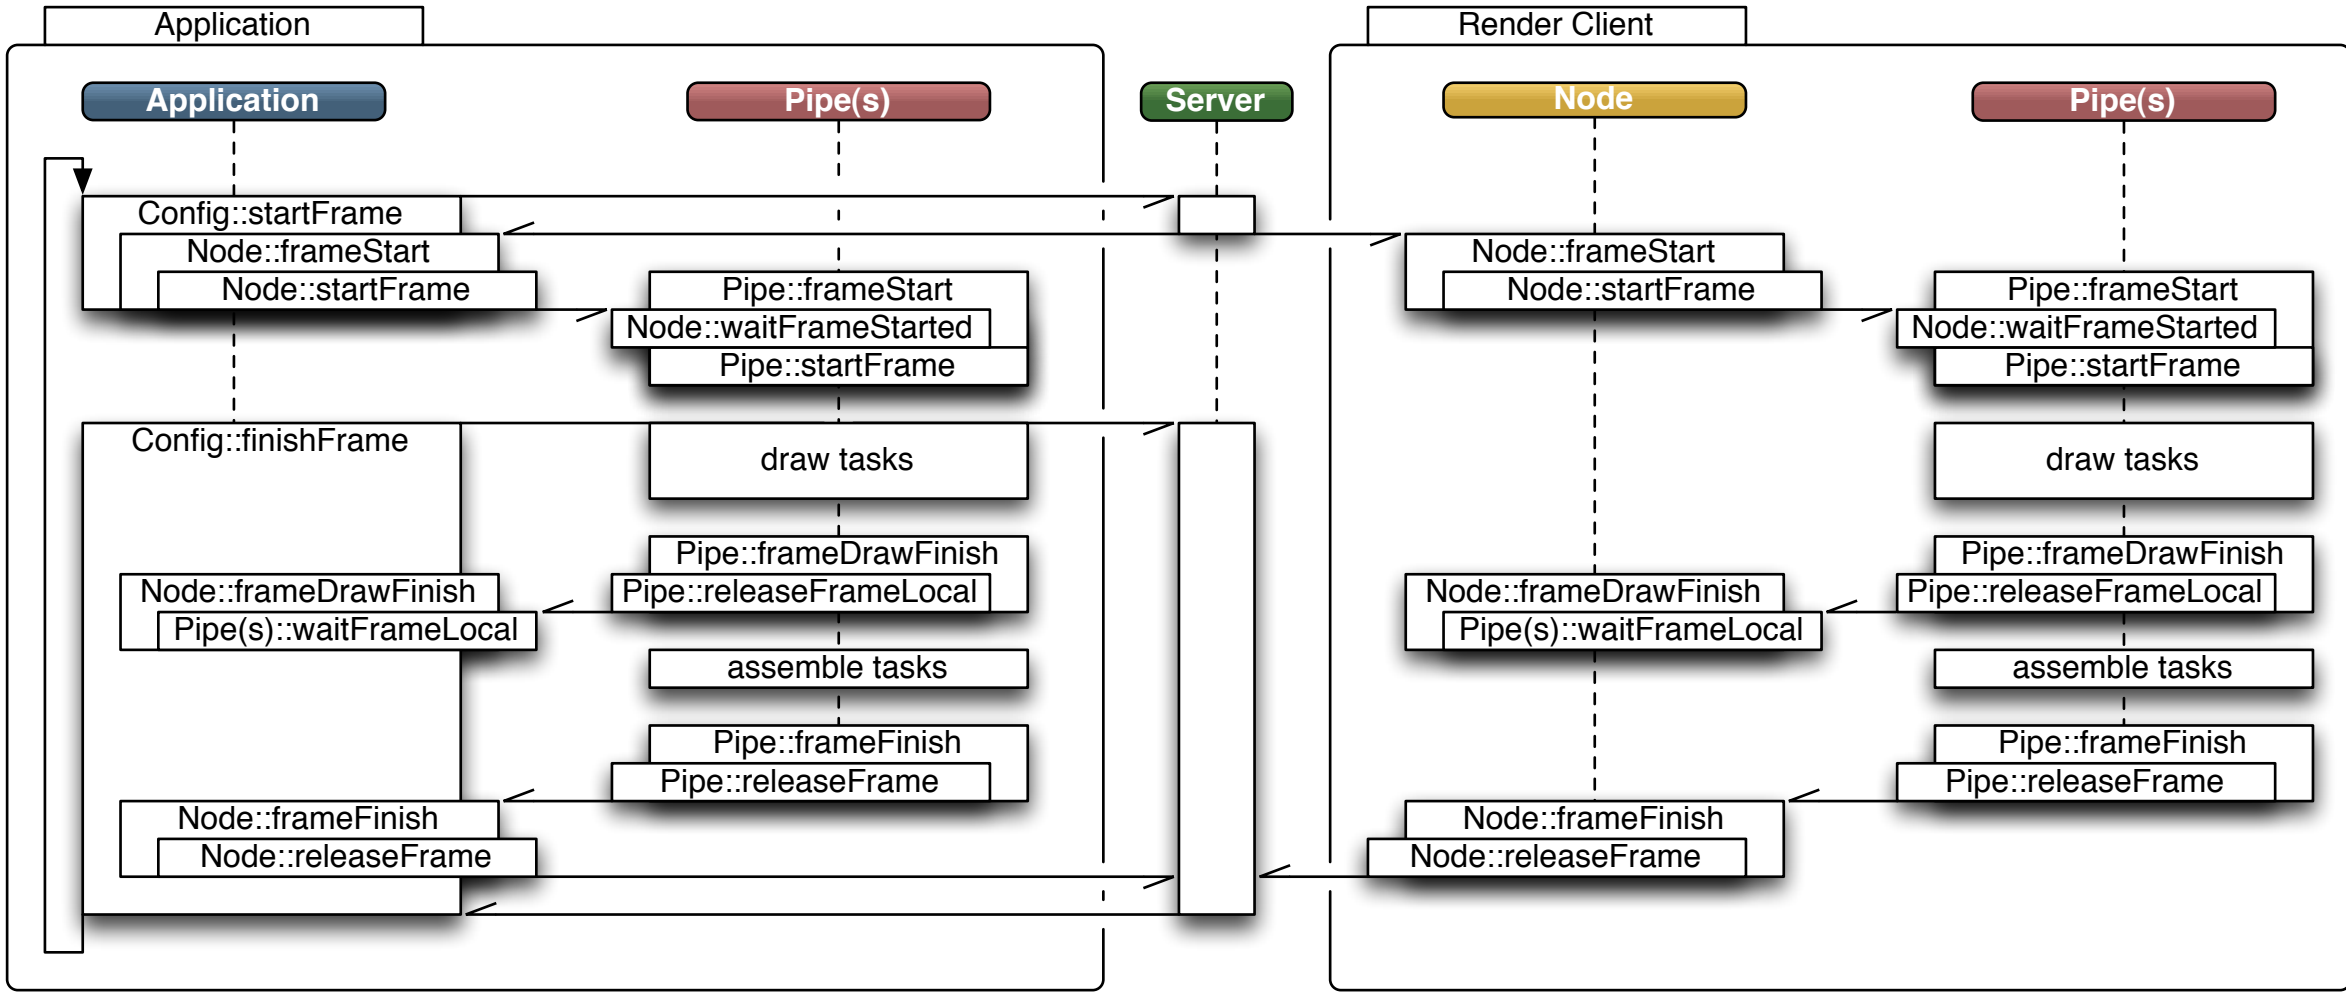 Application
Render Client
Application
Pipe(s)
Server
Node
Pipe(s)
Config::startFrame
Node::frameStart
Node::startFrame
Pipe::frameStart
Node::waitFrameStarted
Pipe::startFrame
Node::frameStart
Node::startFrame
Pipe::frameStart
Node::waitFrameStarted
Pipe::startFrame
Config::finishFrame
draw tasks
draw tasks
Pipe::frameDrawFinish
Pipe::releaseFrameLocal
Node::frameDrawFinish
Pipe(s)::waitFrameLocal
Pipe::frameDrawFinish
Pipe::releaseFrameLocal
Node::frameDrawFinish
Pipe(s)::waitFrameLocal
assemble tasks
assemble tasks
Pipe::frameFinish
Pipe::releaseFrame
Node::frameFinish
Node::releaseFrame
Pipe::frameFinish
Pipe::releaseFrame
Node::frameFinish
Node::releaseFrame